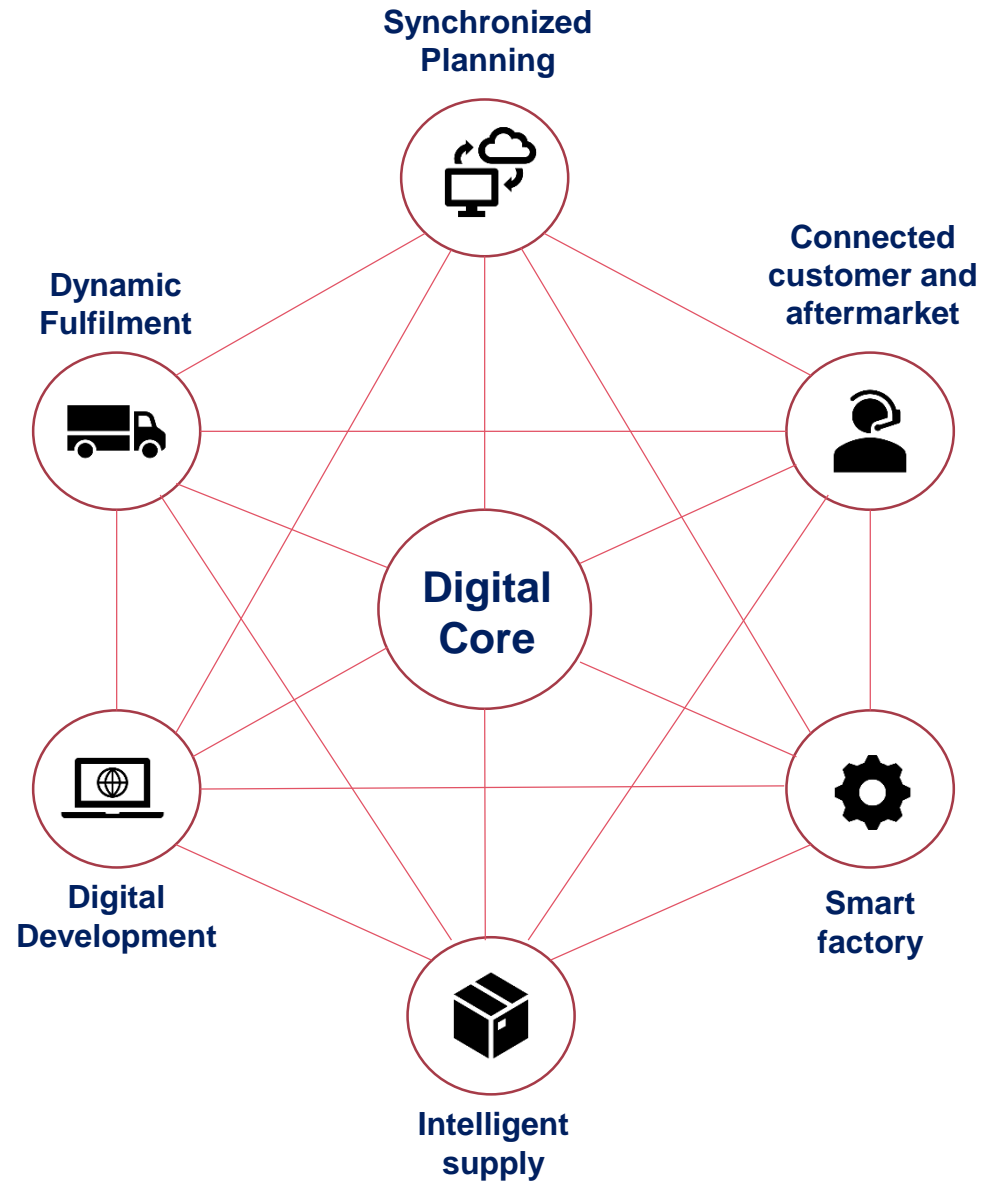 Synchronized
Planning
Connected
customer and
aftermarket
Dynamic
Fulfilment
Digital
Core
Digital
Development
Smart
factory
Intelligent
supply